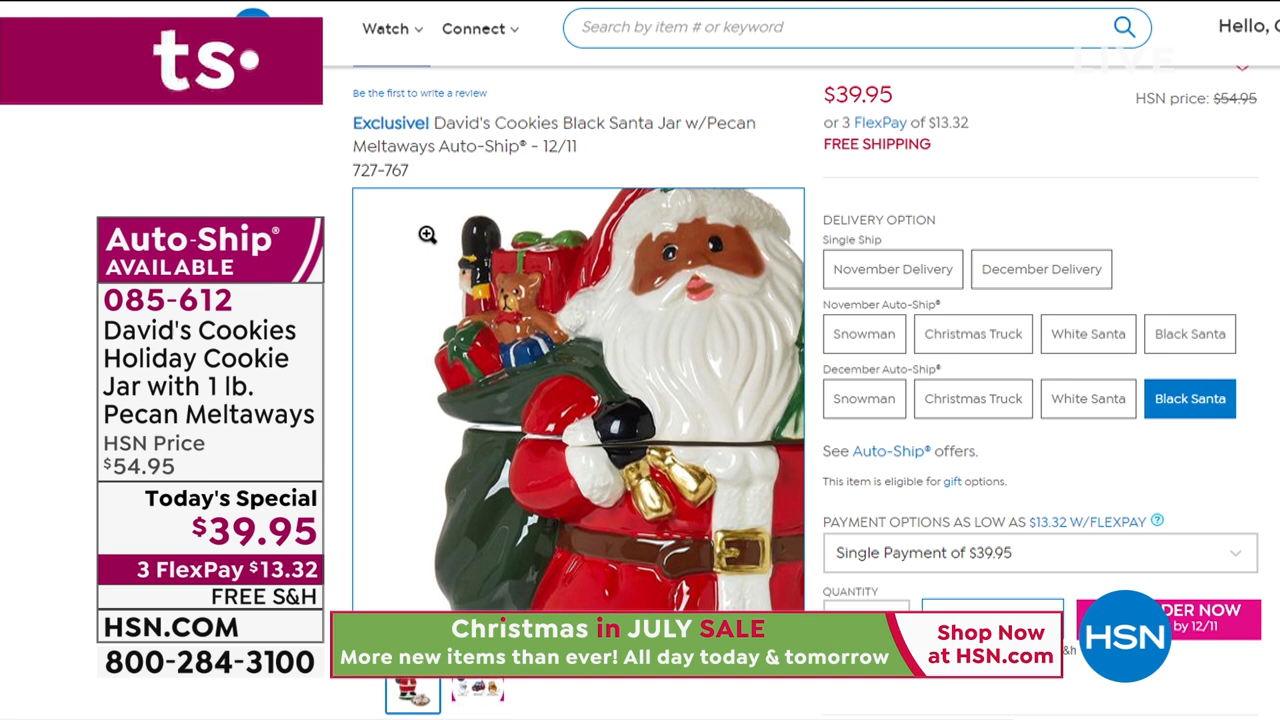 ts.
Auto-Ship®
AVAILABLE
085-612
David's Cookies
Holiday Cookie
Jar with 1 lb.
Pecan Meltaways
HSN Price
$54.95
Today's Special
$39.95
3 FlexPay $13.32
FREE S&H
HSN.COM
800-284-3100
Watch
Connect
Search by item # or keyword
Hello,
LIVE
Be the first to write a review
Exclusive! David's Cookies Black Santa Jar w/Pecan
Meltaways Auto-Ship® - 12/11
727-767
$39.95
HSN price: $54.95
or 3 FlexPay of $13.32
FREE SHIPPING
DELIVERY OPTION
Single Ship
November Delivery
December Delivery
November Auto-Ship®
Snowman
Christmas Truck
White Santa
Black Santa
December Auto-Ship®
Snowman
Christmas Truck
White Santa
Black Santa
See Auto-Ship® offers.
This item is eligible for gift options.
PAYMENT OPTIONS AS LOW AS $13.32 W/FLEXPAY ?
Single Payment of $39.95
QUANTITY
DER NOW
by 12/11
&h
Christmas in JULY SALE
More new items than ever! All day today & tomorrow
Shop Now
at HSN.com
HSN